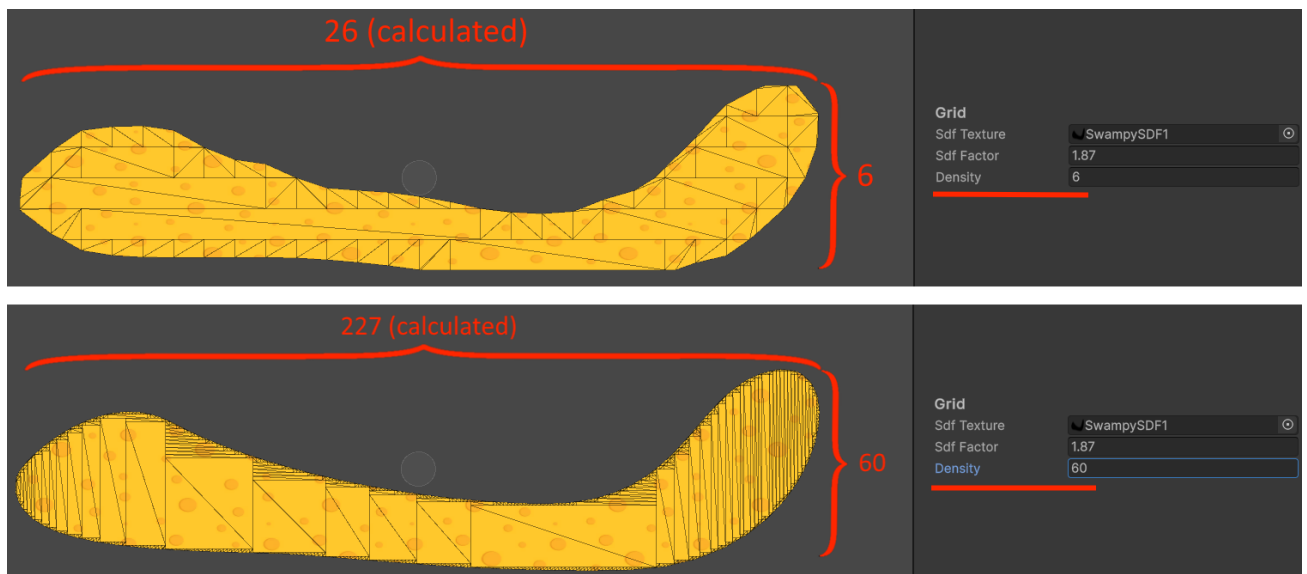 26 (calculated)
6
Grid
Sdf Texture SwampySDF1
Sdf Factor 1.87
Density 6
227 (calculated)
60
Grid
Sdf Texture SwampySDF1
Sdf Factor 1.87
Density 60